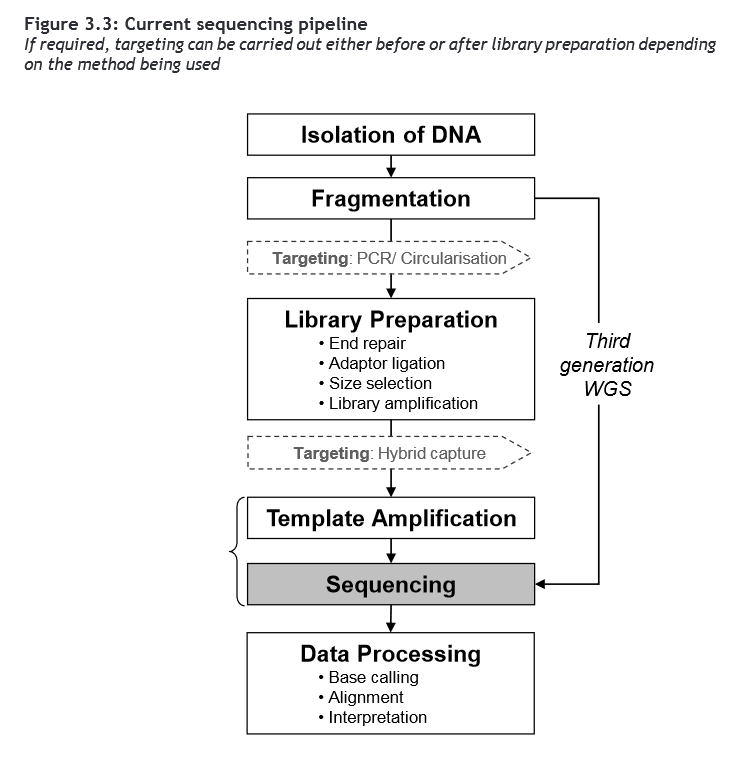 Figure 3.3: Current sequencing pipeline
If required, targeting can be carried out either before or after library preparation depending
on the method being used
Isolation of DNA
Fragmentation
Targeting: PCR/ Circularisation
Library Preparation
• End repair
• Adaptor ligation
• Size selection
• Library amplification
Third
generation
WGS
Targeting: Hybrid capture
Template Amplification
Sequencing
Data Processing
• Base calling
• Alignment
• Interpretation